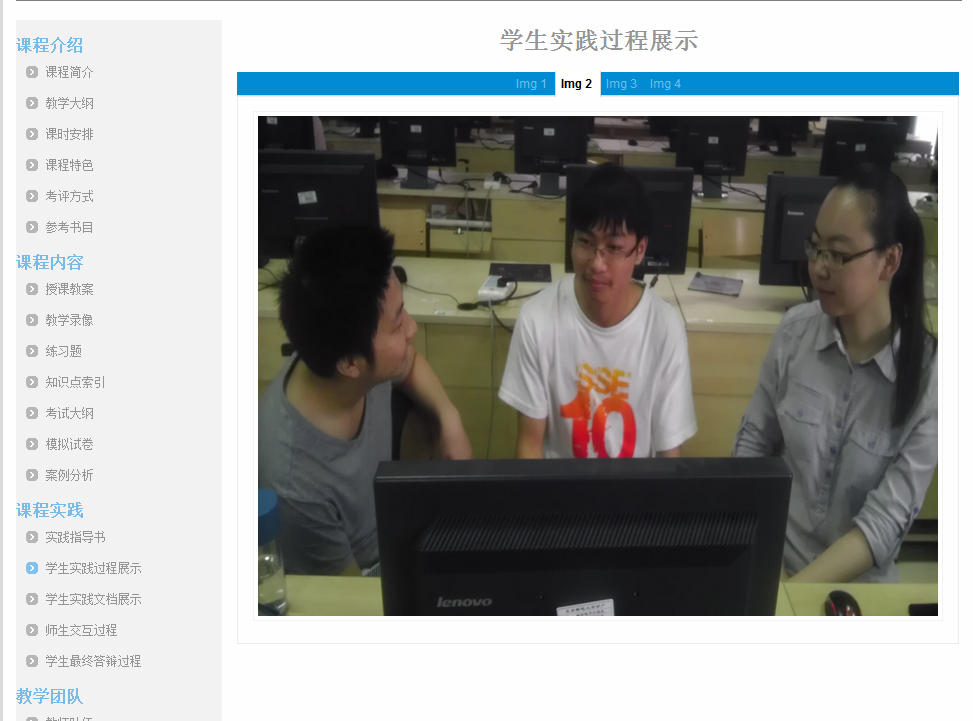 课程介绍
课程简介
教学大纲
课时安排
课程特色
考评方式
参考书目
课程内容
授课教案
教学录像
练习题
知识点索引
考试大纲
模拟试卷
案例分析
课程实践
实践指导书
学生实践过程展示
学生实践文档展示
师生交互过程
学生最终答辩过程
教学团队
学生实践过程展示
Img 1 Img 2 Img 3 Img 4
SSE
10
lenovo